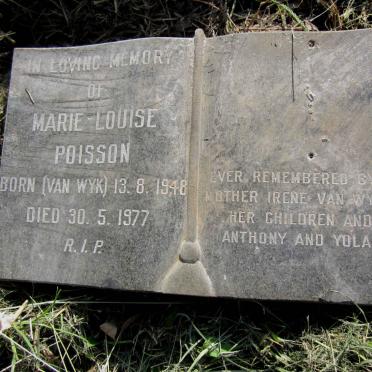 IN LOVING MEMORY
OF
MARIE-LOUISE
POISSON
BORN (VAN WYK) 13. 8. 1948
DIED 30. 5. 1977
R.I.P.
EVER REMEMBERED
MOTHER IRENE VAN
HER CHILDREN AND
ANTHONY AND